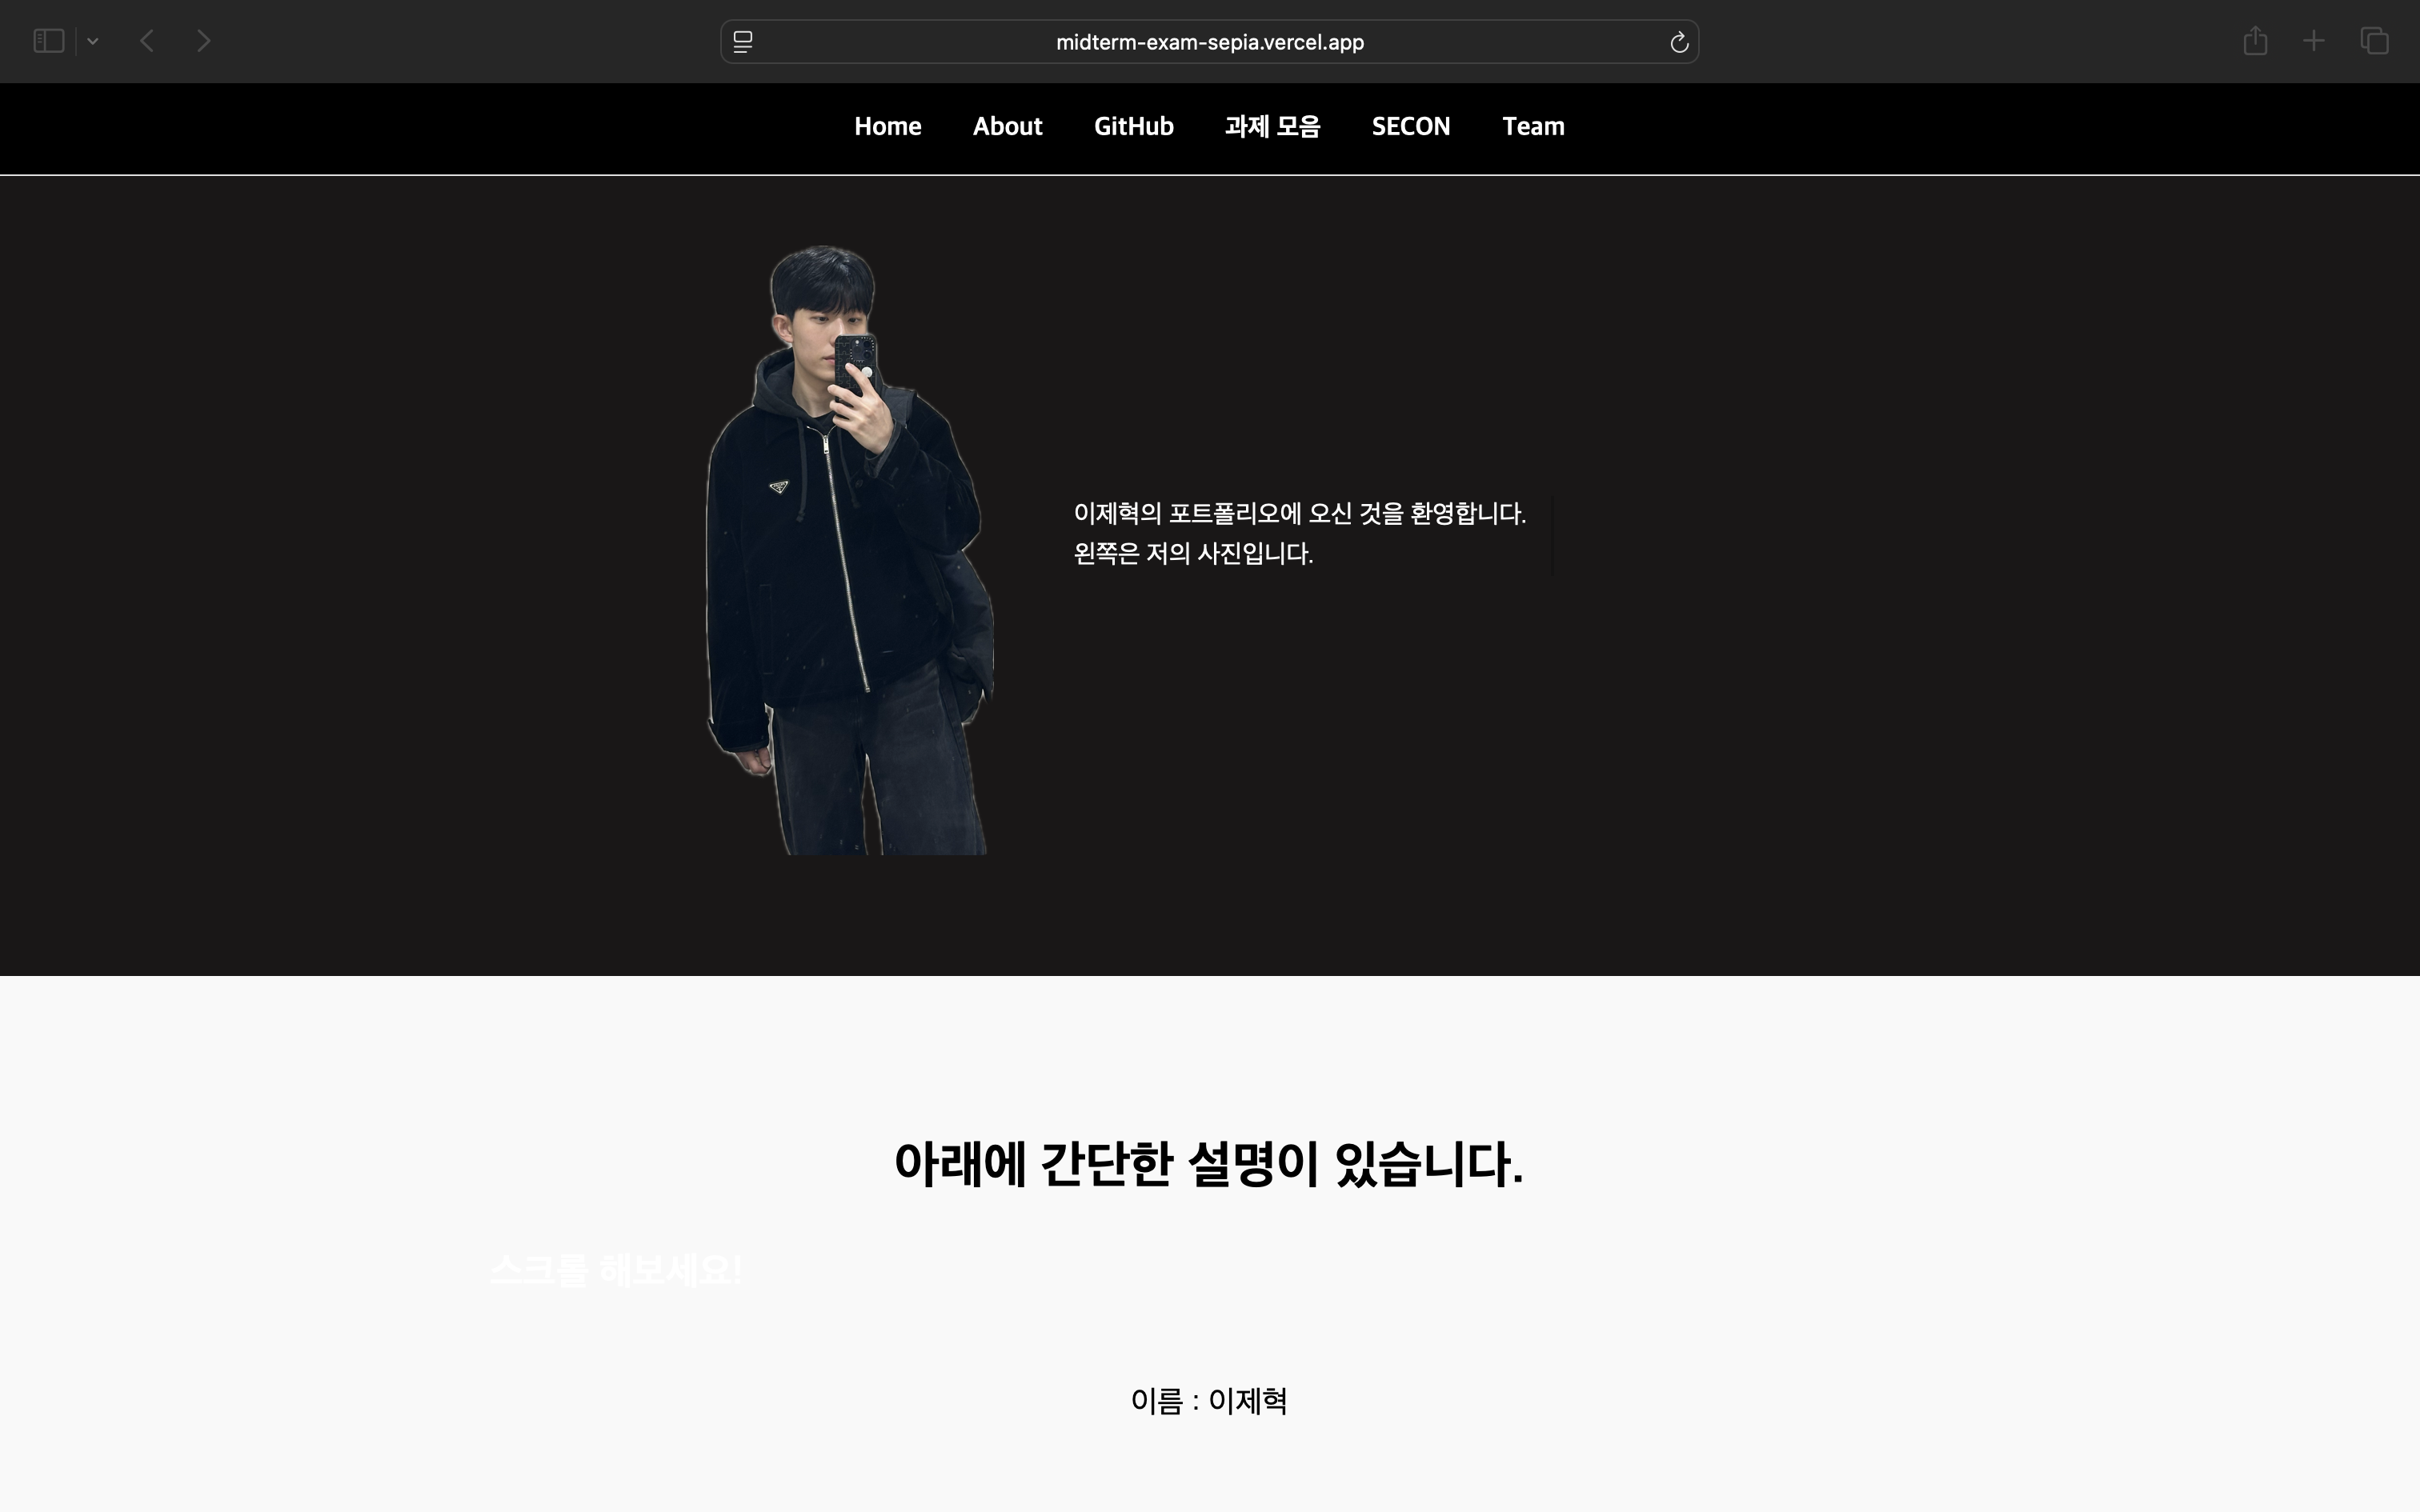 midterm-exam-sepia.vercel.app
Home About GitHub 과제 모음 SECON Team
이제혁의 포트폴리오에 오신 것을 환영합니다.
왼쪽은 저의 사진입니다.
아래에 간단한 설명이 있습니다.
스크롤 해보세요!
이름 : 이제혁